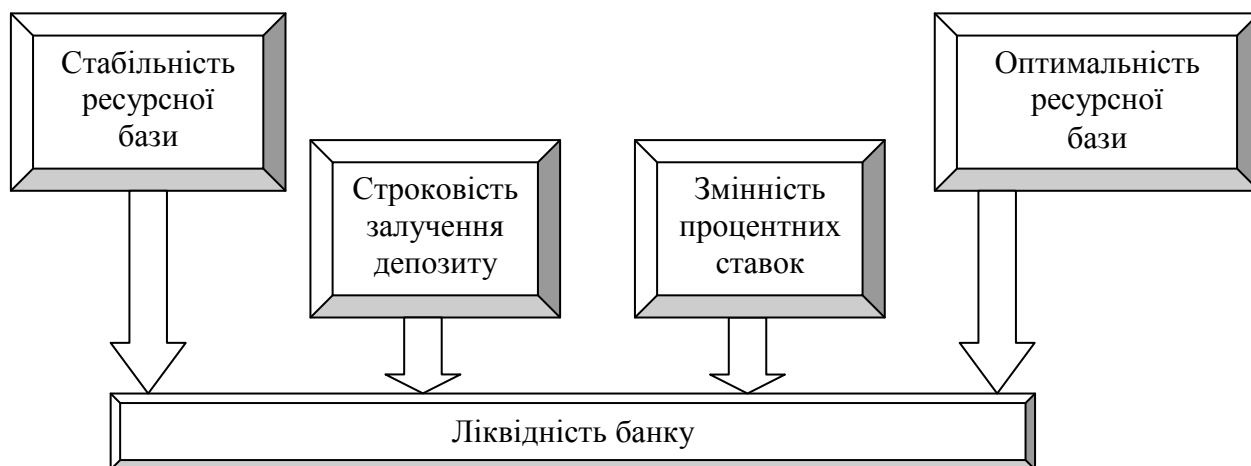 Стабільність
ресурсної
бази
Строковість
залучення
депозиту
Змінність
процентних
ставок
Оптимальність
ресурсної
бази
Ліквідність банку